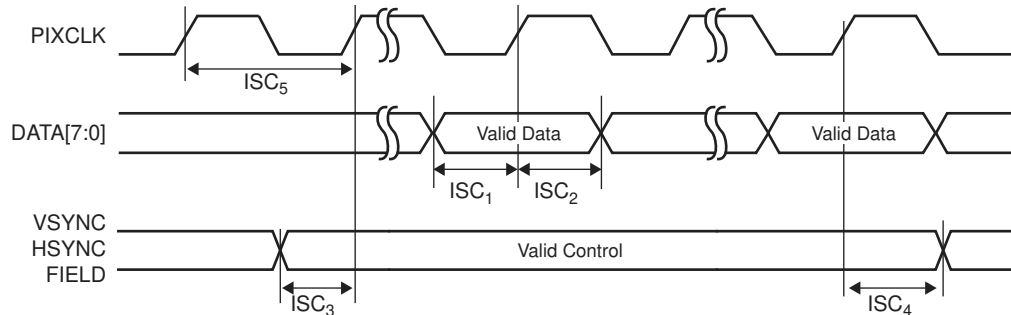 PIXCLK
ISC5
DATA[7:0]
Valid Data
Valid Data
ISC1
ISC2
VSYNC
HSYNC
FIELD
Valid Control
ISC3
ISC4